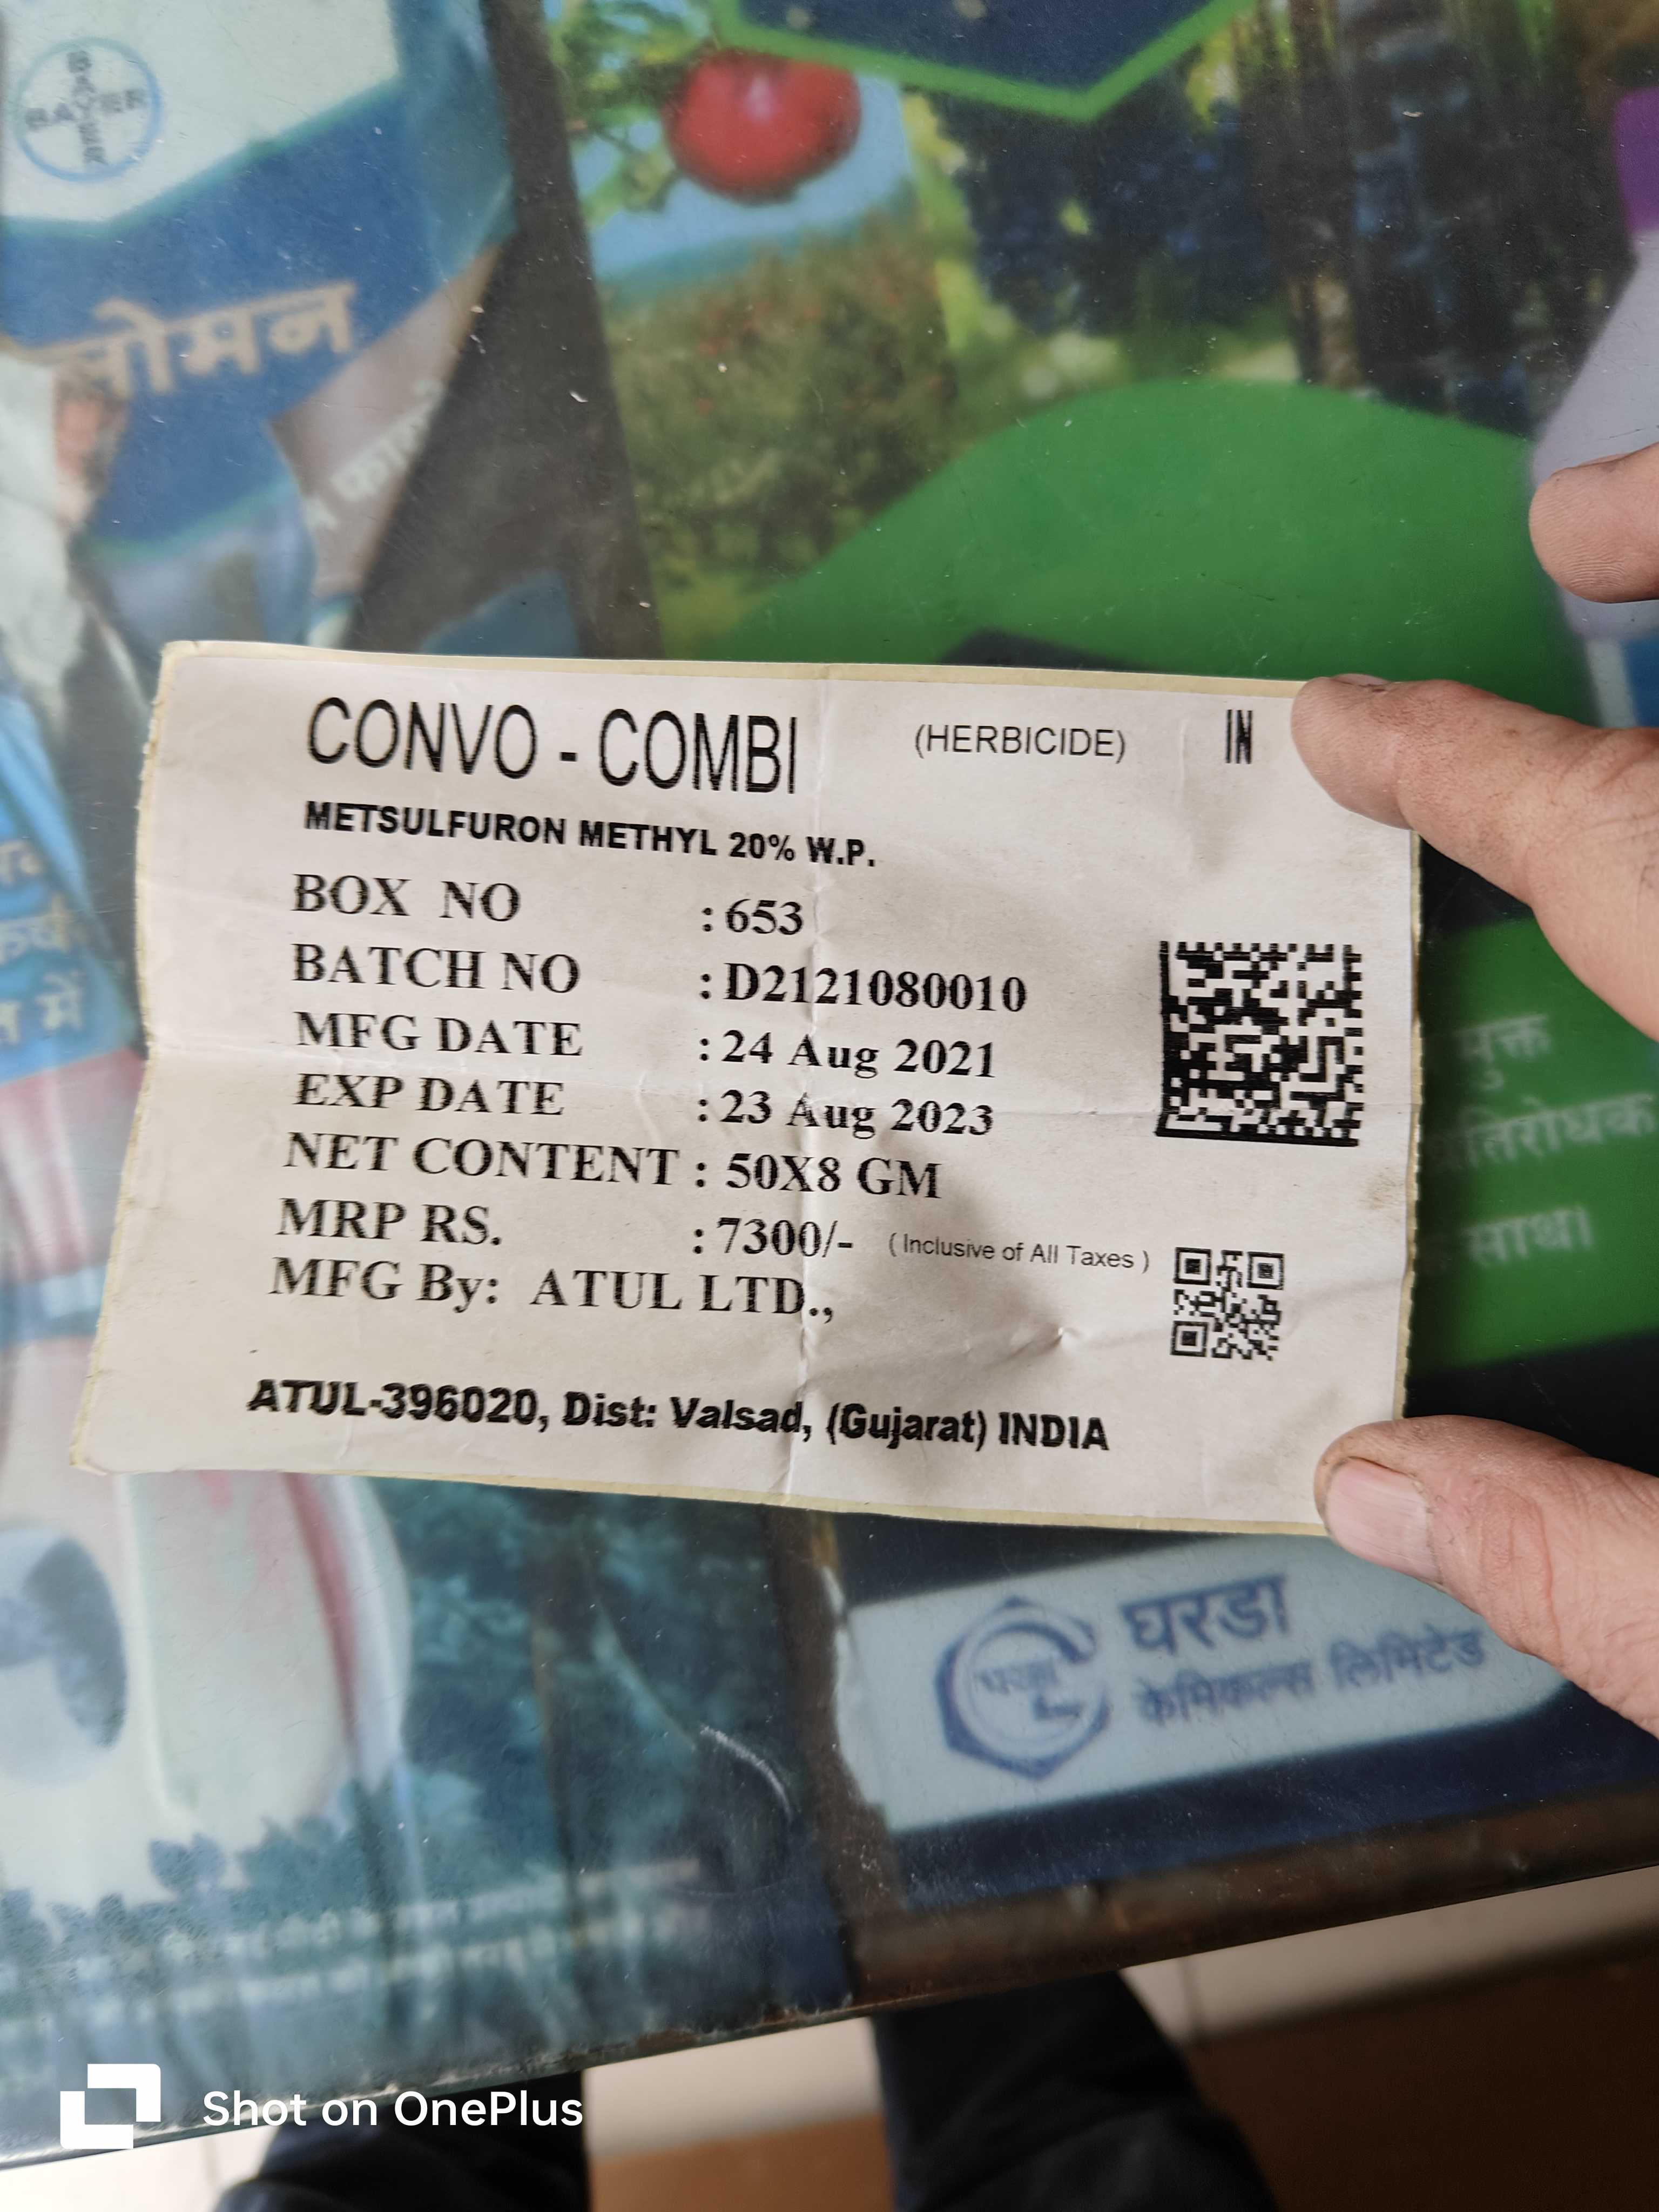 BAYER
BAYER
CONVO - COMBI (HERBICIDE) IN
METSULFURON METHYL 20% W.P.
BOX NO : 653
BATCH NO : D2121080010
MFG DATE : 24 Aug 2021
EXP DATE : 23 Aug 2023
NET CONTENT : 50X8 GM
MRP RS. : 7300/- ( Inclusive of All Taxes )
MFG By: ATUL LTD.,
ATUL-396020, Dist: Valsad, (Gujarat) INDIA
में
साथ।
घरडा
केमिकल्स लिमिटेड
Shot on OnePlus